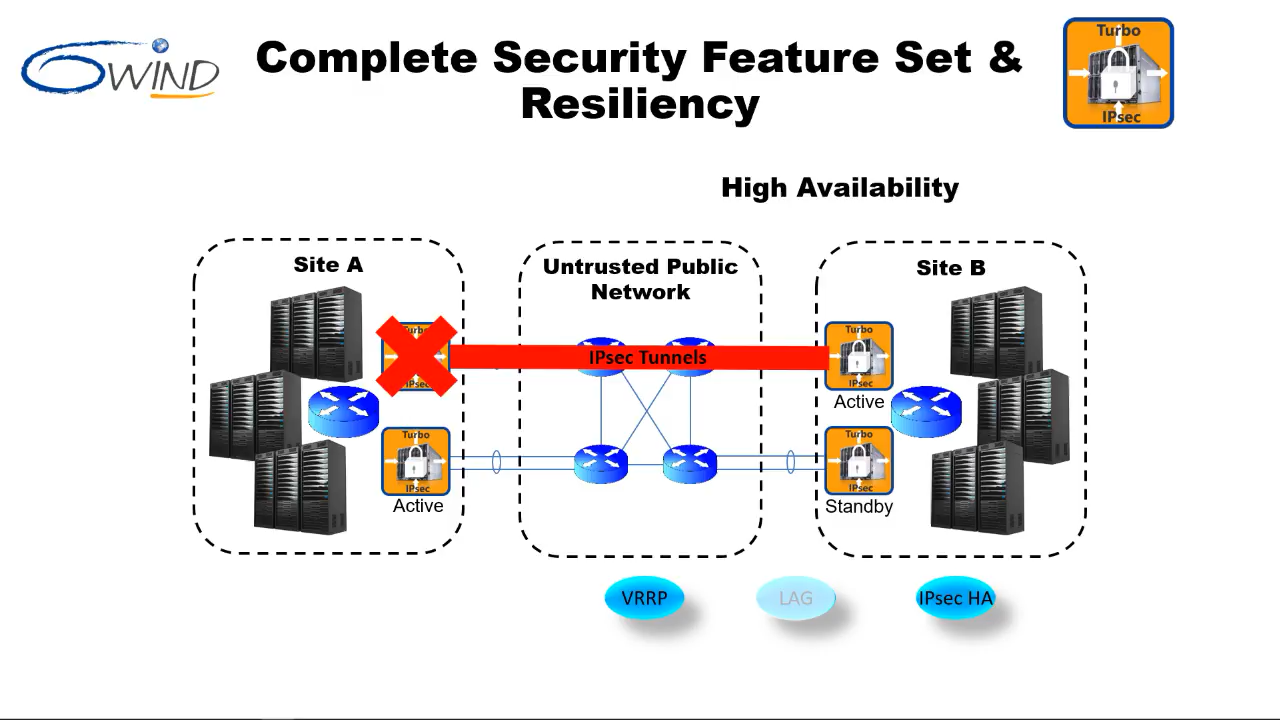 6WIND
Complete Security Feature Set &
Resiliency
Turbo
IPsec
High Availability
Site A
Untrusted Public
Network
Site B
Turbo
IPsec
IPsec Tunnels
Turbo
IPsec
Active
Turbo
IPsec
Active
Turbo
IPsec
Standby
VRRP
LAG
IPsec HA